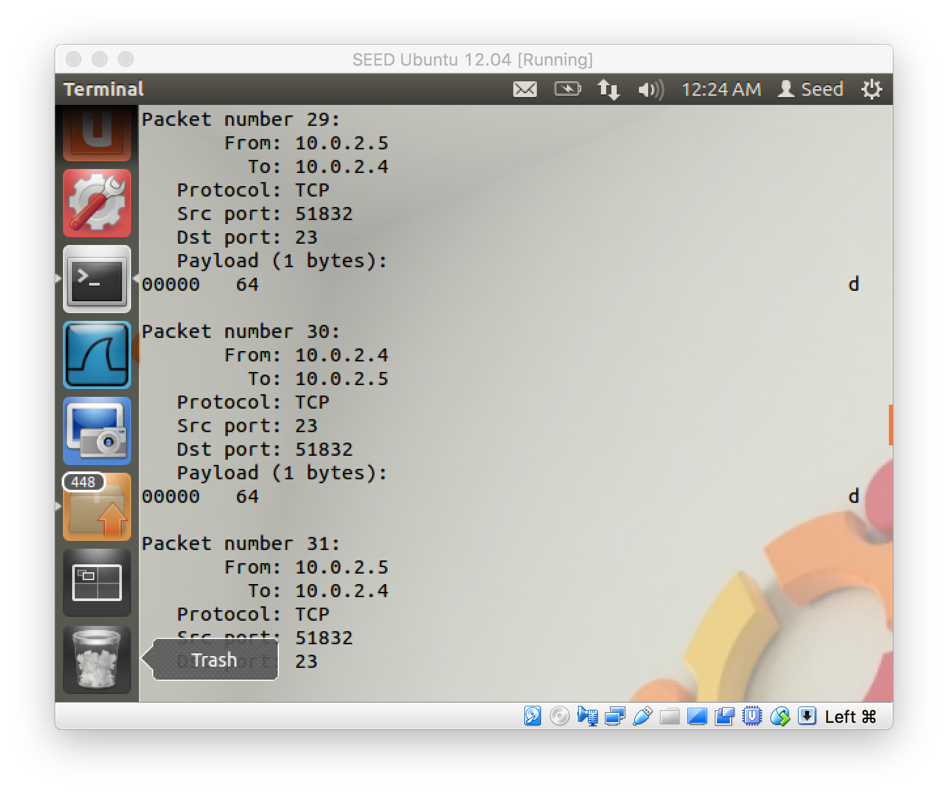 SEED Ubuntu 12.04 [Running]
Terminal
12:24 AM Seed
Packet number 29:
From: 10.0.2.5
To: 10.0.2.4
Protocol: TCP
Src port: 51832
Dst port: 23
Payload (1 bytes):
00000 64 d
Packet number 30:
From: 10.0.2.4
To: 10.0.2.5
Protocol: TCP
Src port: 23
Dst port: 51832
Payload (1 bytes):
00000 64 d
448
Packet number 31:
From: 10.0.2.5
To: 10.0.2.4
Protocol: TCP
Src port: 51832
Dst port: 23
Trash
Left ⌘